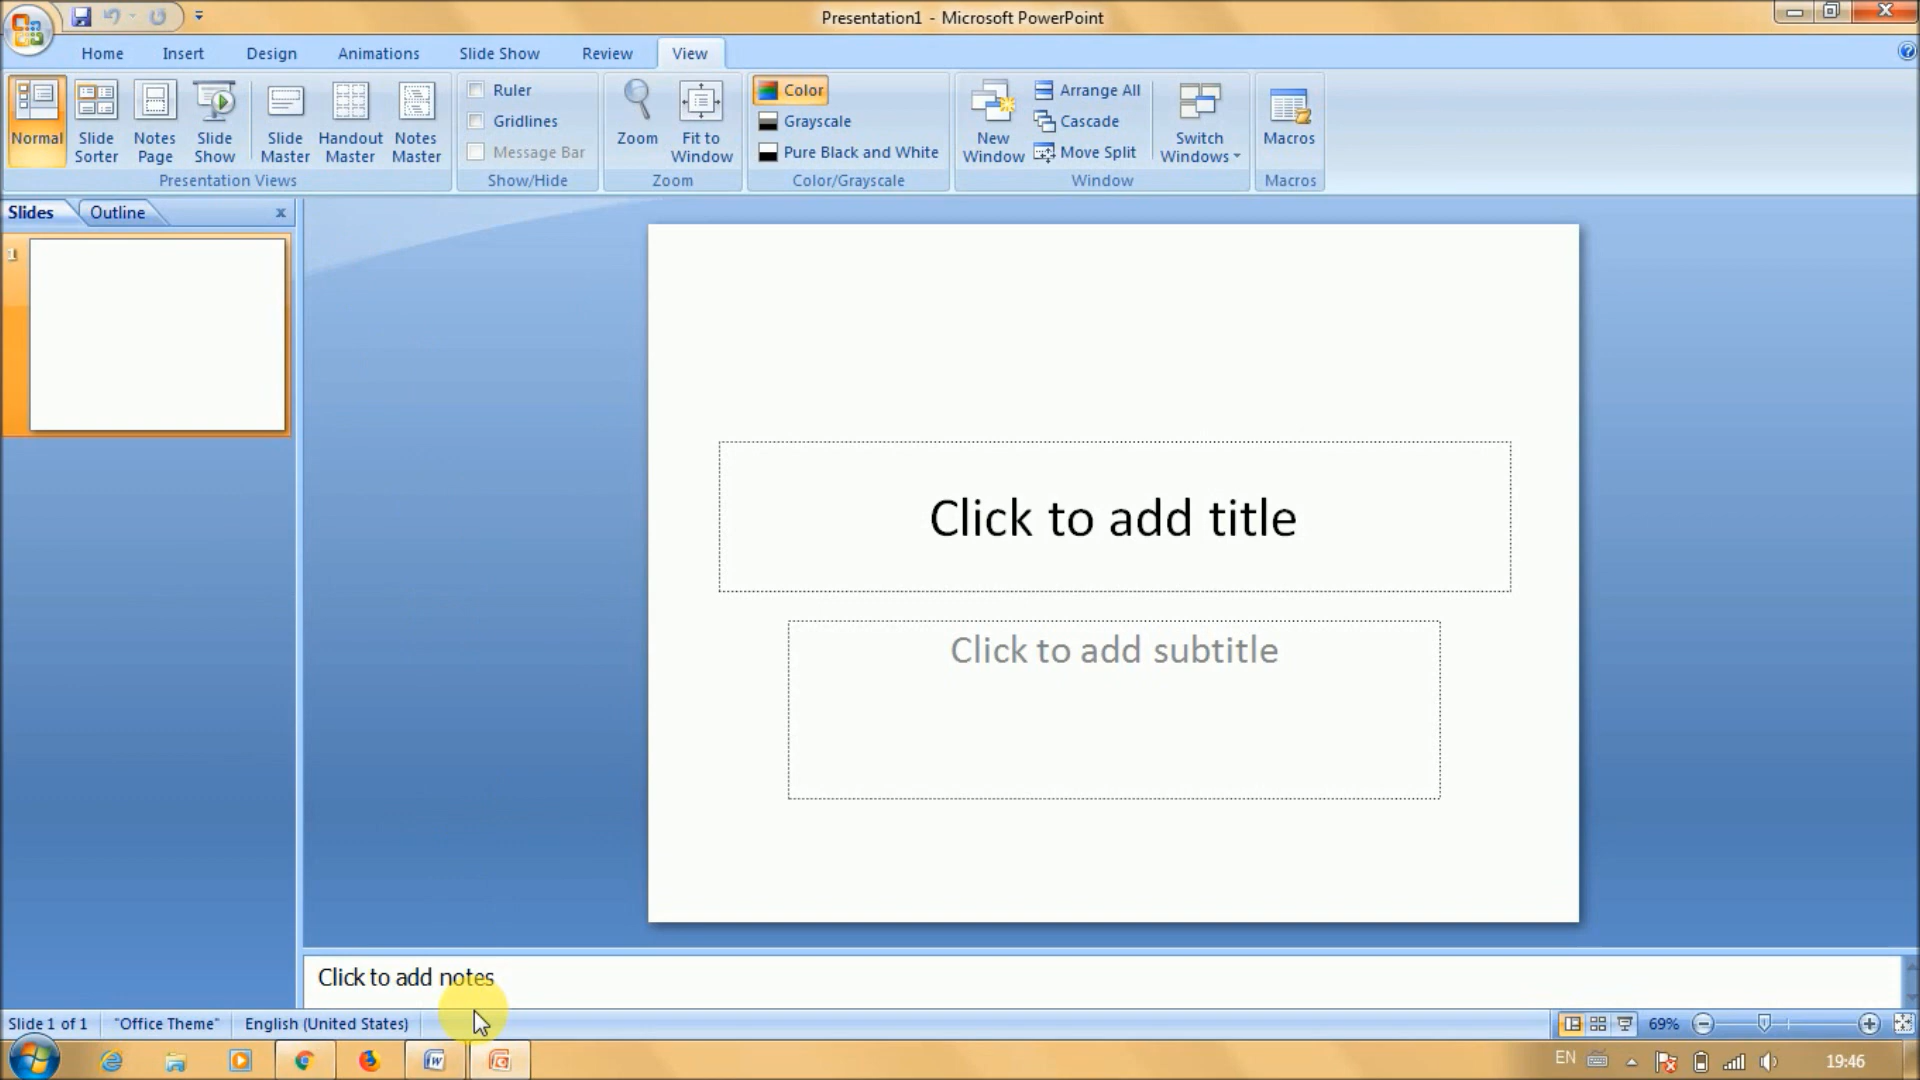 Presentation1 - Microsoft PowerPoint
Home Insert Design Animations Slide Show Review View
Normal
Slide Sorter
Notes Page
Slide Show
Slide Master
Handout Master
Notes Master
Presentation Views
Ruler
Gridlines
Message Bar
Show/Hide
Zoom
Fit to Window
Zoom
Color
Grayscale
Pure Black and White
Color/Grayscale
New Window
Arrange All
Cascade
Move Split
Switch Windows
Window
Macros
Macros
Slides Outline x
1
Click to add title
Click to add subtitle
Click to add notes
Slide 1 of 1 "Office Theme" English (United States) 69%
EN 19:46